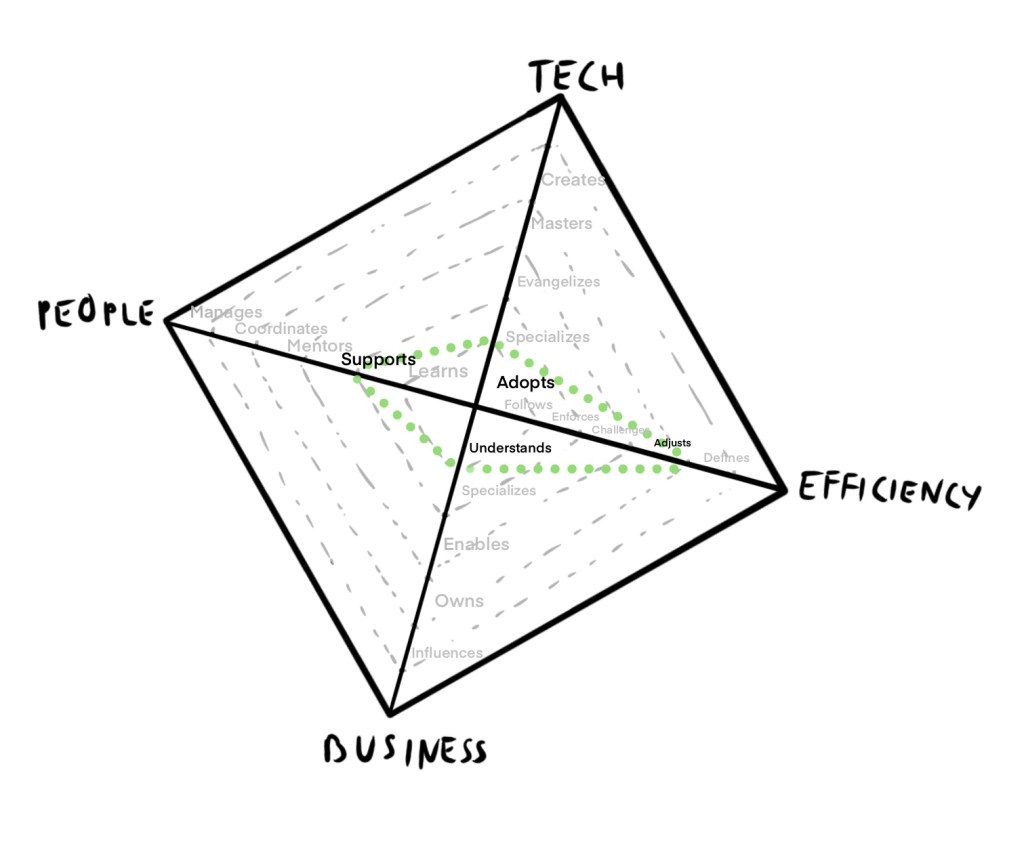 TECH
Creates
Masters
Evangelizes
Specializes
Adopts
PEOPLE
Manages
Coordinates
Mentors
Supports
Learns
Follows
Enforces
Challenges
Adjusts
Defines
EFFICIENCY
Understands
Specializes
Enables
Owns
Influences
BUSINESS